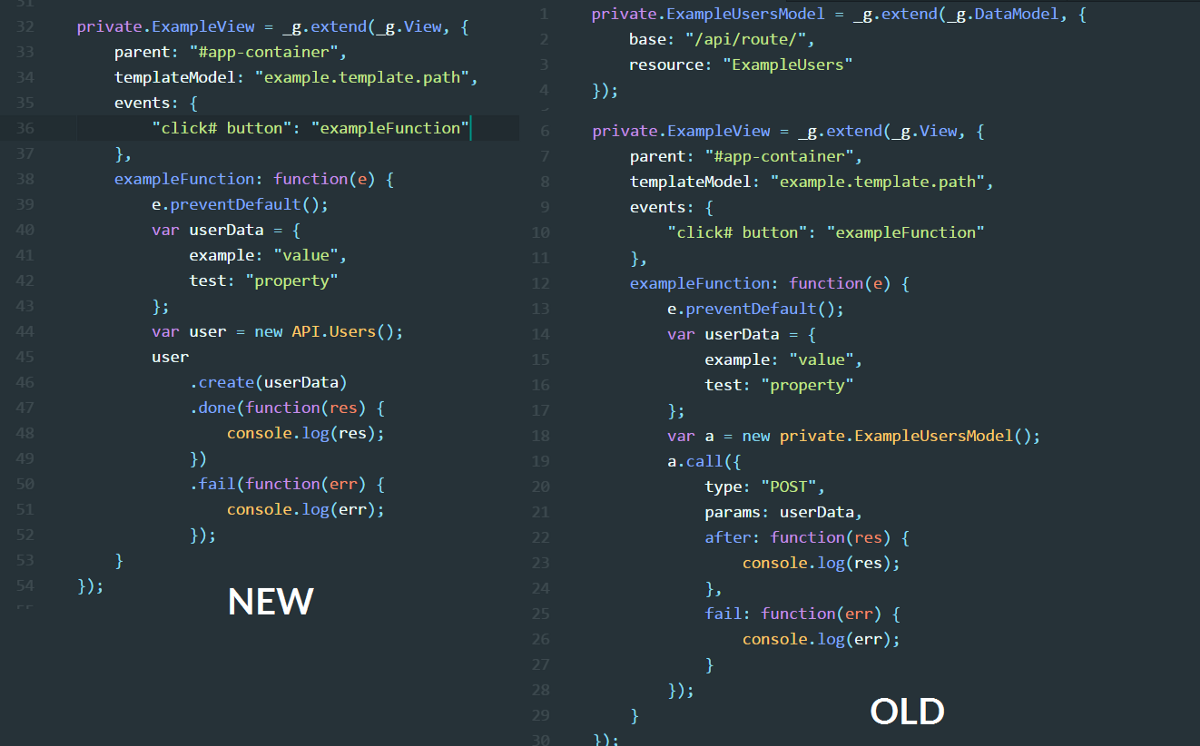 31
32 private.ExampleView = _g.extend(_g.View, {
33 parent: "#app-container",
34 templateModel: "example.template.path",
35 events: {
36 "click# button": "exampleFunction"
37 },
38 exampleFunction: function(e) {
39 e.preventDefault();
40 var userData = {
41 example: "value",
42 test: "property"
43 };
44 var user = new API.Users();
45 user
46 .create(userData)
47 .done(function(res) {
48 console.log(res);
49 })
50 .fail(function(err) {
51 console.log(err);
52 });
53 }
54 });
NEW
1 private.ExampleUsersModel = _g.extend(_g.DataModel, {
2 base: "/api/route/",
3 resource: "ExampleUsers"
4 });
6 private.ExampleView = _g.extend(_g.View, {
7 parent: "#app-container",
8 templateModel: "example.template.path",
9 events: {
10 "click# button": "exampleFunction"
11 },
12 exampleFunction: function(e) {
13 e.preventDefault();
14 var userData = {
15 example: "value",
16 test: "property"
17 };
18 var a = new private.ExampleUsersModel();
19 a.call({
20 type: "POST",
21 params: userData,
22 after: function(res) {
23 console.log(res);
24 },
25 fail: function(err) {
26 console.log(err);
27 }
28 });
29 }
30 });
OLD